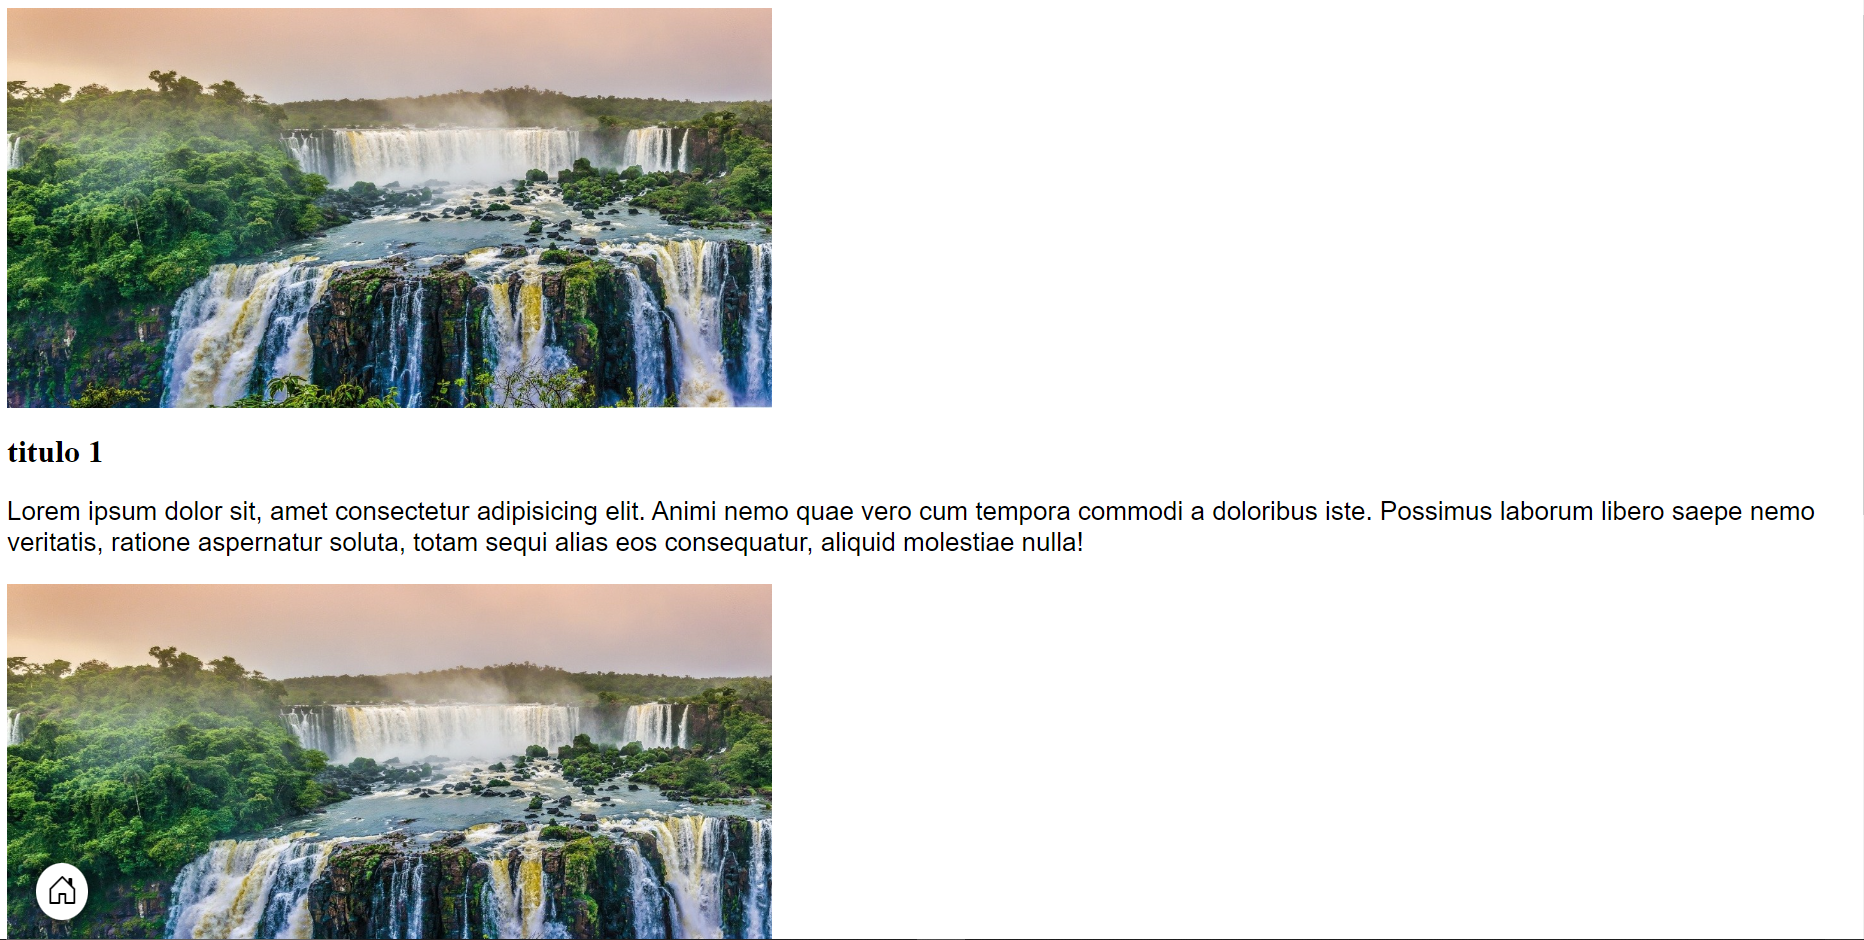 titulo 1
Lorem ipsum dolor sit, amet consectetur adipisicing elit. Animi nemo quae vero cum tempora commodi a doloribus iste. Possimus laborum libero saepe nemo
veritatis, ratione aspernatur soluta, totam sequi alias eos consequatur, aliquid molestiae nulla!